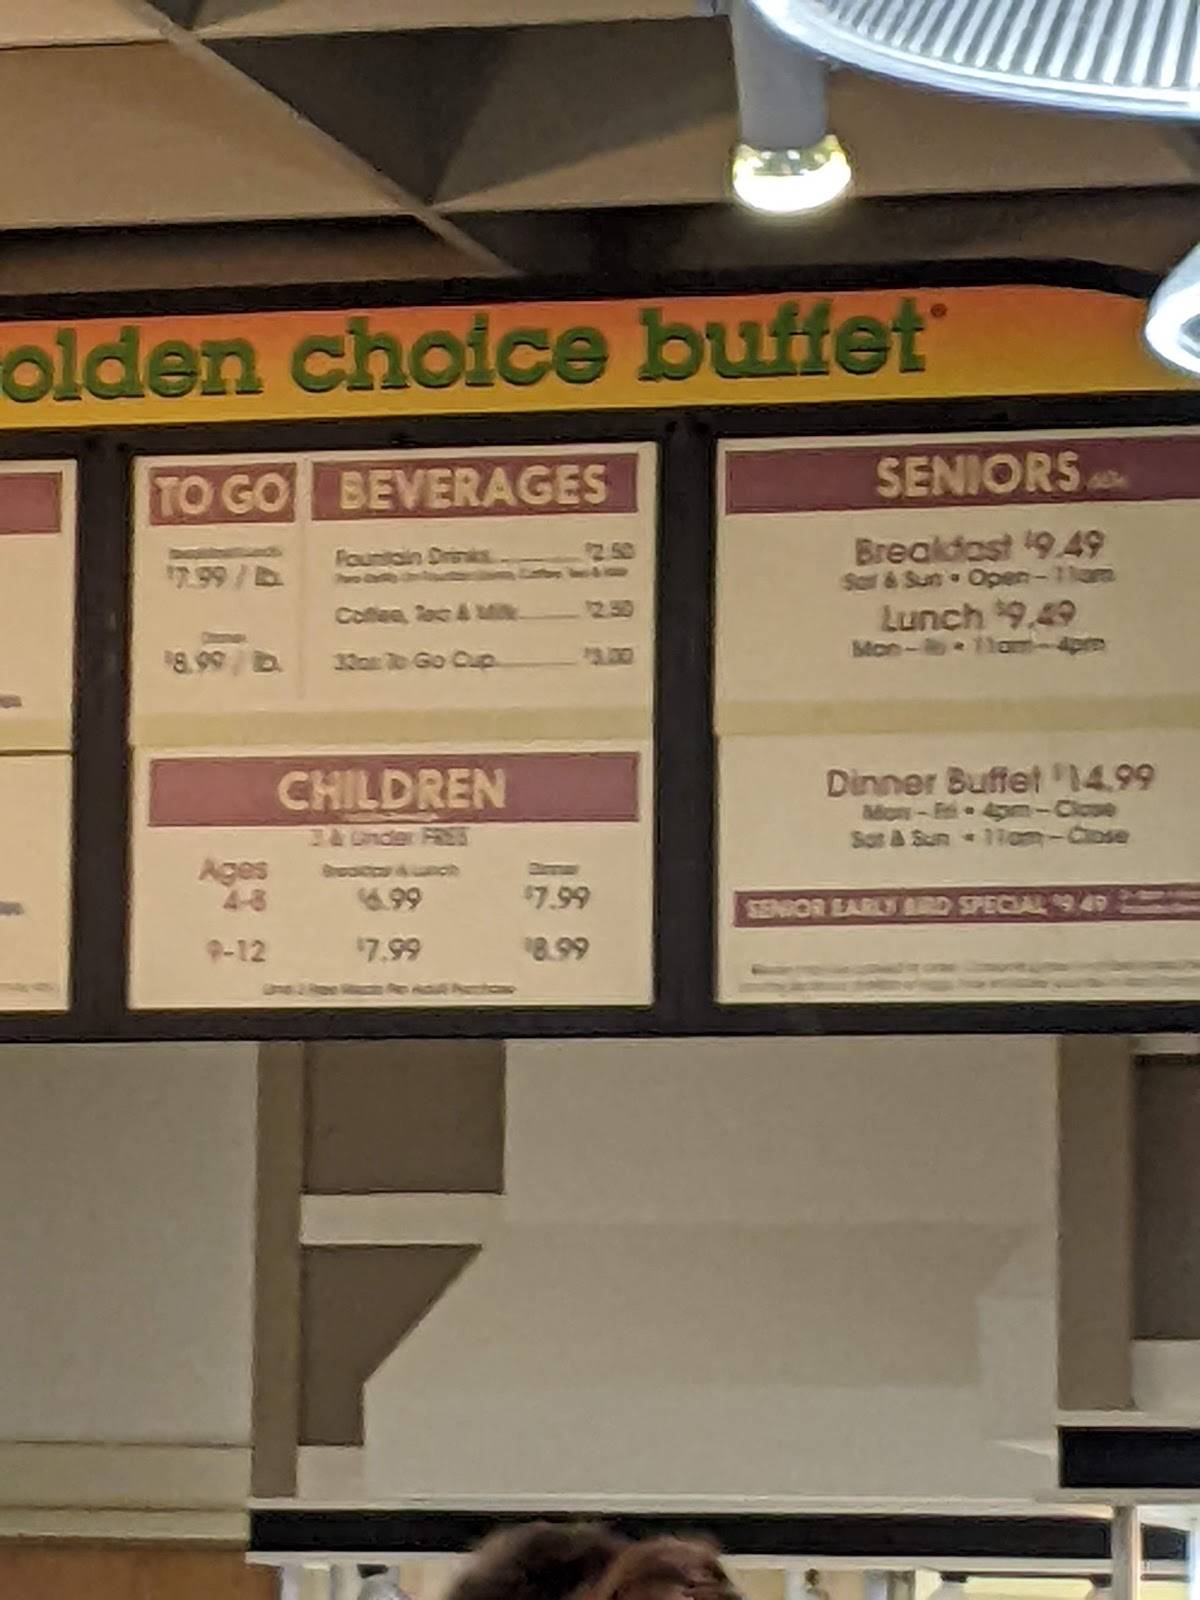 olden choice buffet®
TO GO
$7.99 / lb.
Dinner
$8.99 / lb.
BEVERAGES
Fountain Drinks $2.50
Coffee, Tea & Milk $2.50
32oz To Go Cup $3.00
CHILDREN
3 & Under FREE
Ages Breakfast & Lunch Dinner
4-8 $6.99 $7.99
9-12 $7.99 $8.99
SENIORS
Breakfast $9.49
Sat & Sun • Open – 11am
Lunch $9.49
Mon – Fri • 11am – 4pm
Dinner Buffet $14.99
Mon – Fri • 4pm – Close
Sat & Sun • 11am – Close
SENIOR EARLY BIRD SPECIAL $9.49